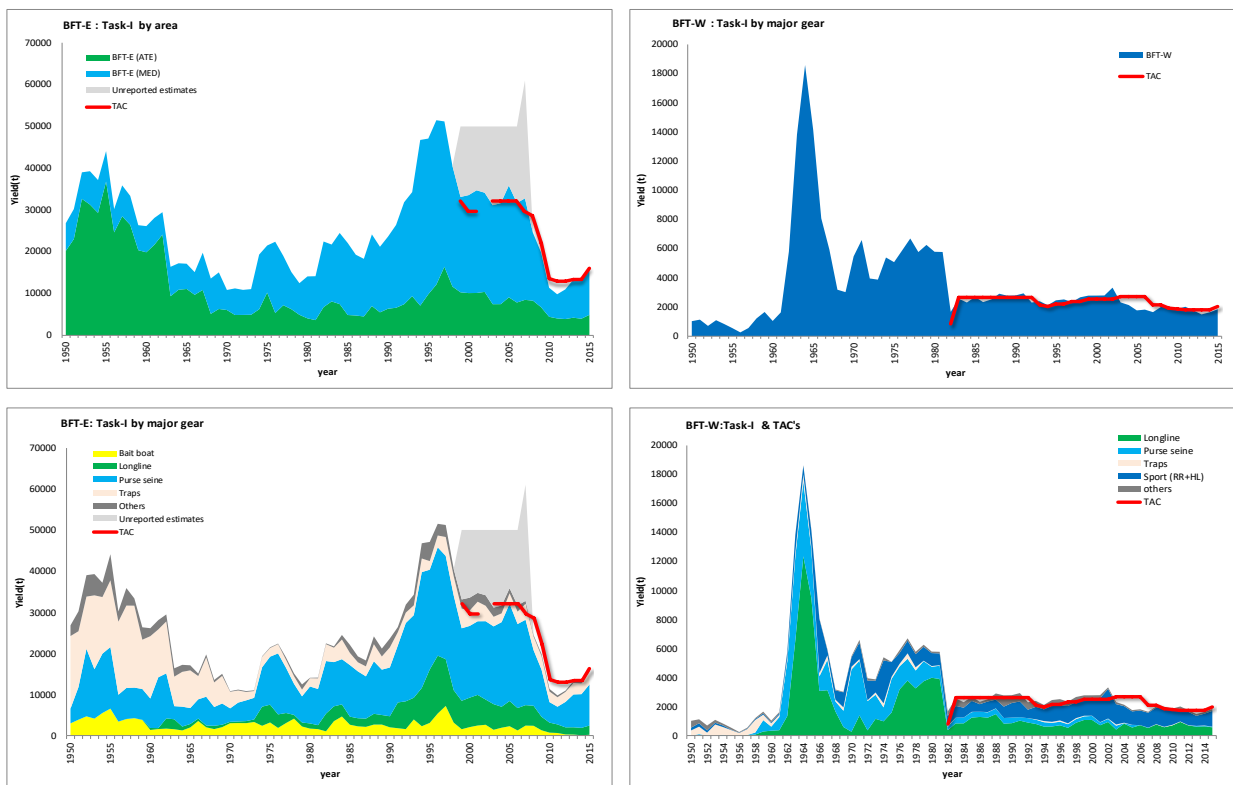 BFT-E : Task-I by area
70000
60000
50000
40000
30000
20000
10000
0
Yield (t)
BFT-E (ATE)
BFT-E (MED)
Unreported estimates
TAC
1950 1955 1960 1965 1970 1975 1980 1985 1990 1995 2000 2005 2010 2015
year
BFT-W : Task-I by major gear
20000
18000
16000
14000
12000
10000
8000
6000
4000
2000
0
Yield (t)
BFT-W
TAC
1950 1955 1960 1965 1970 1975 1980 1985 1990 1995 2000 2005 2010 2015
year
BFT-E: Task-I by major gear
70000
60000
50000
40000
30000
20000
10000
0
Yield(t)
Bait boat
Longline
Purse seine
Traps
Others
Unreported estimates
TAC
1950 1955 1960 1965 1970 1975 1980 1985 1990 1995 2000 2005 2010 2015
year
BFT-W:Task-I & TAC's
20000
18000
16000
14000
12000
10000
8000
6000
4000
2000
0
Yield(t)
Longline
Purse seine
Traps
Sport (RR+HL)
others
TAC
1950 1952 1954 1956 1958 1960 1962 1964 1966 1968 1970 1972 1974 1976 1978 1980 1982 1984 1986 1988 1990 1992 1994 1996 1998 2000 2002 2004 2006 2008 2010 2012 2014
year